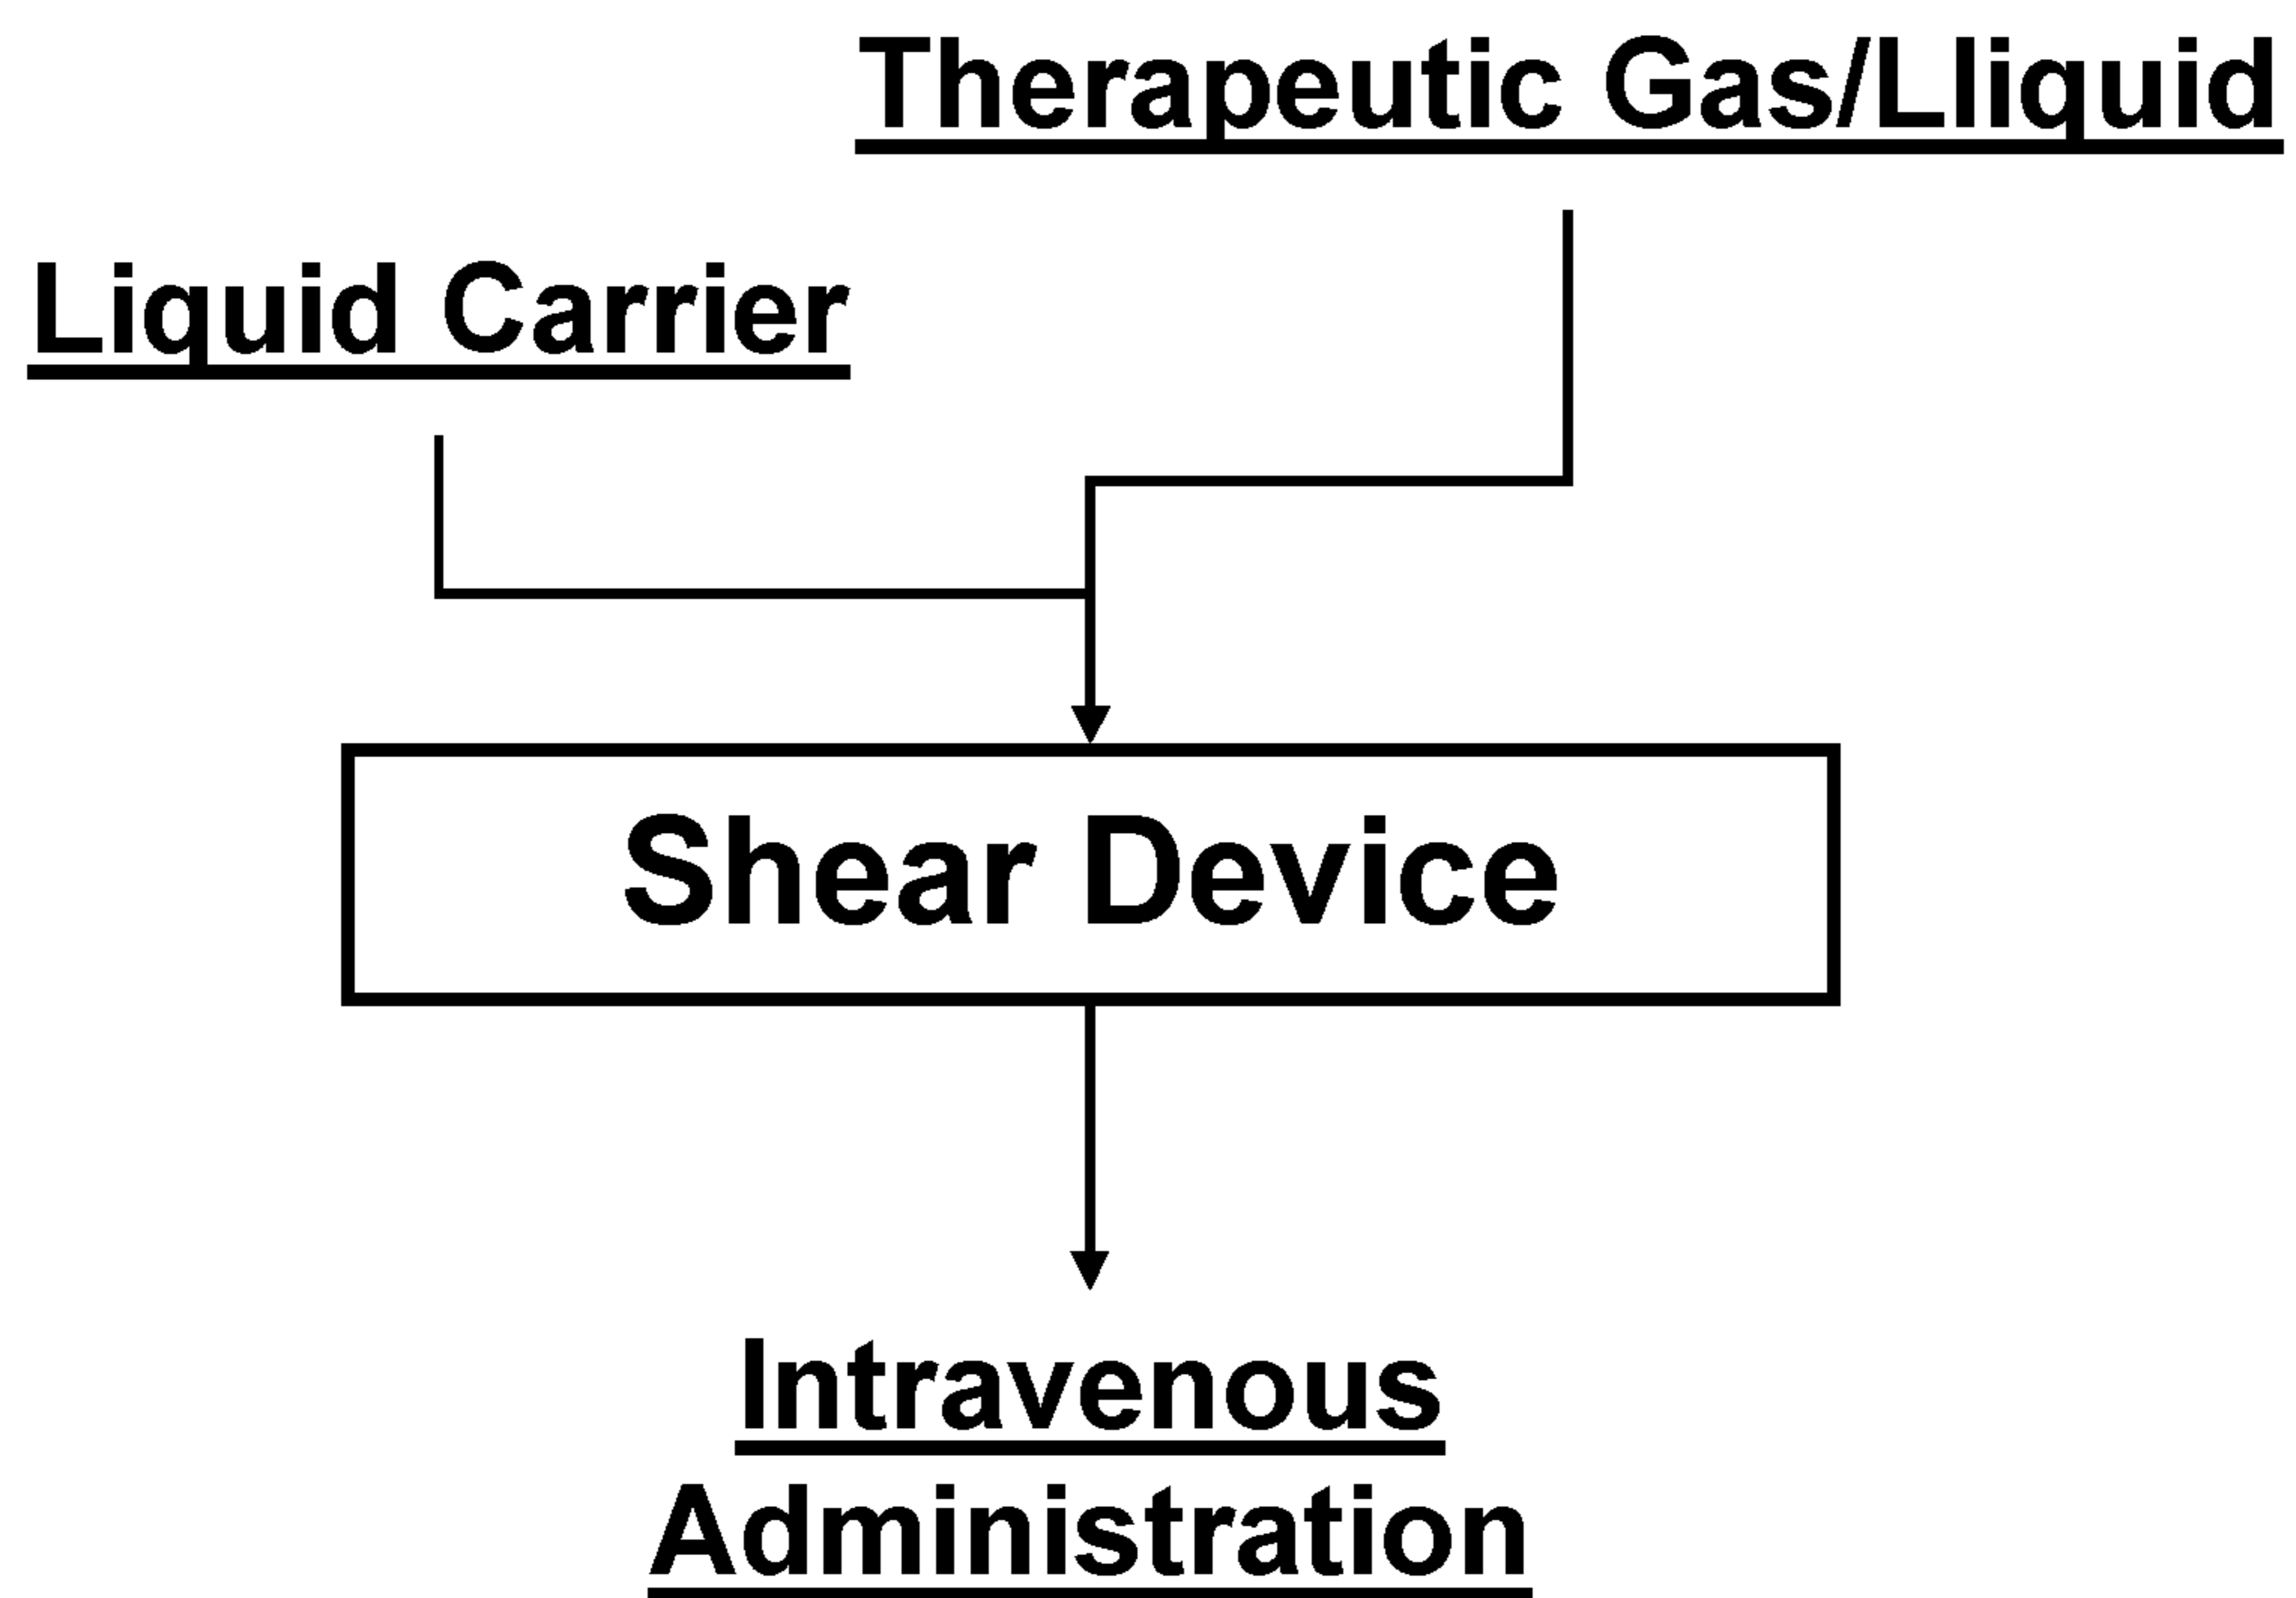 Therapeutic Gas/Lliquid
Liquid Carrier
Shear Device
Intravenous
Administration